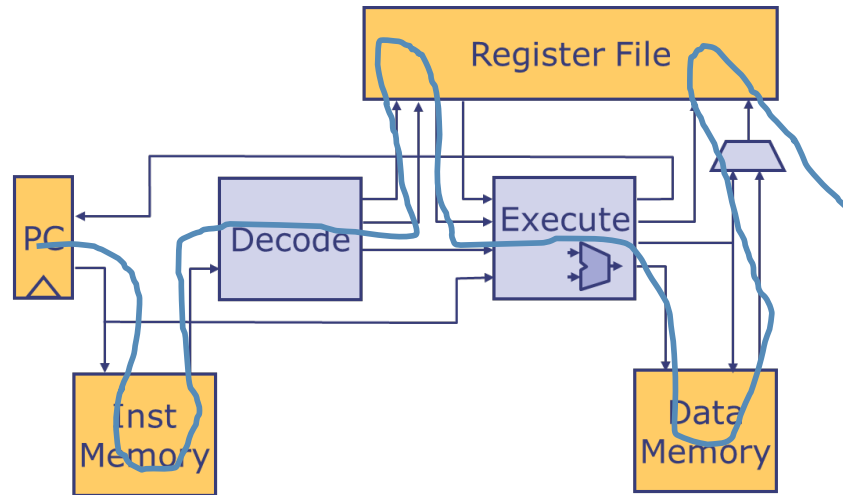 Register File
PC
Decode
Execute
Inst
Memory
Data
Memory